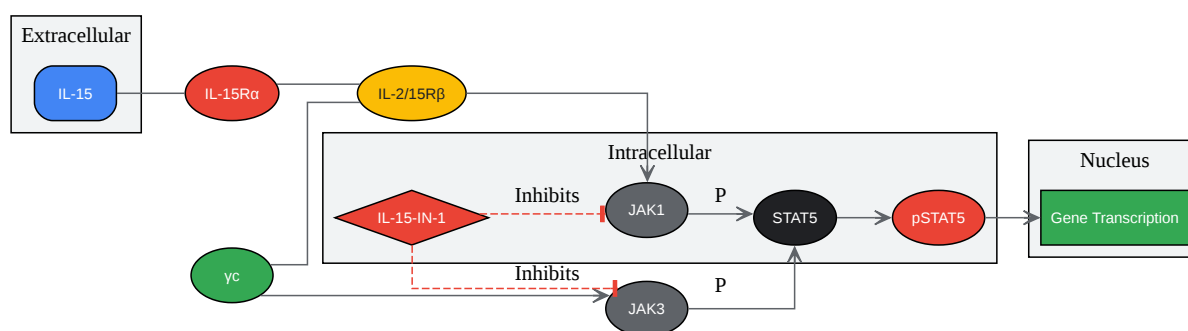 Extracellular
IL-15
IL-15Rα
IL-2/15Rβ
Intracellular
Nucleus
IL-15-IN-1
Inhibits
JAK1
P
STAT5
pSTAT5
Gene Transcription
γc
Inhibits
JAK3
P